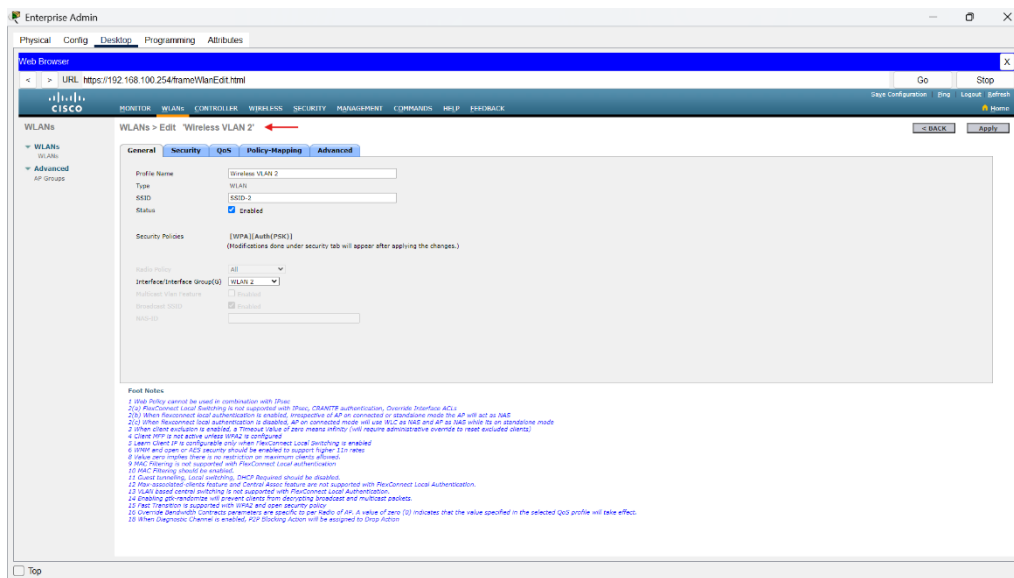 Enterprise Admin
Physical Config Desktop Programming Attributes
Web Browser X
< > URL https://192.168.100.254/frameWlanEdit.html Go Stop
Save Configuration Ping Logout Refresh
CISCO MONITOR WLANs CONTROLLER WIRELESS SECURITY MANAGEMENT COMMANDS HELP FEEDBACK Home
WLANs WLANs > Edit 'Wireless VLAN 2' < BACK Apply
WLANs
WLANs
Advanced
AP Groups
General Security QoS Policy-Mapping Advanced
Profile Name Wireless VLAN 2
Type WLAN
SSID SSID-2
Status Enabled
Security Policies [WPA][Auth(PSK)]
(Modifications done under security tab will appear after applying the changes.)
Radio Policy All
Interface/Interface Group(G) WLAN 2
Multicast Vlan Feature Enabled
Broadcast SSID Enabled
NAS-ID
Foot Notes
1 Web Policy cannot be used in combination with IPsec
2(a) FlexConnect Local Switching is not supported with IPsec, CRANITE authentication, Override Interface ACLs
2(b) When flexconnect local authentication is enabled, irrespective of AP on connected or standalone mode the AP will act as NAS
2(c) When flexconnect local authentication is disabled, AP on connected mode will use WLC as NAS and AP as NAS while its on standalone mode
3 When client exclusion is enabled, a Timeout Value of zero means infinity (will require administrative override to reset excluded clients)
4 Client MFP is not active unless WPA2 is configured
5 Learn Client IP is configurable only when FlexConnect Local Switching is enabled
6 WMM and open or AES security should be enabled to support higher 11n rates
8 Value zero implies there is no restriction on maximum clients allowed.
9 MAC Filtering is not supported with FlexConnect Local authentication
10 MAC Filtering should be enabled.
11 Guest tunneling, Local switching, DHCP Required should be disabled.
12 Max-associated-clients feature and Central Assoc feature are not supported with FlexConnect Local Authentication.
13 VLAN based central switching is not supported with FlexConnect Local Authentication.
14 Enabling gtk-randomize will prevent clients from decrypting broadcast and multicast packets.
15 Fast Transition is supported with WPA2 and open security policy
16 Override Bandwidth Contracts parameters are specific to per Radio of AP. A value of zero (0) indicates that the value specified in the selected QoS profile will take effect.
18 When Diagnostic Channel is enabled, P2P Blocking Action will be assigned to Drop Action
Top